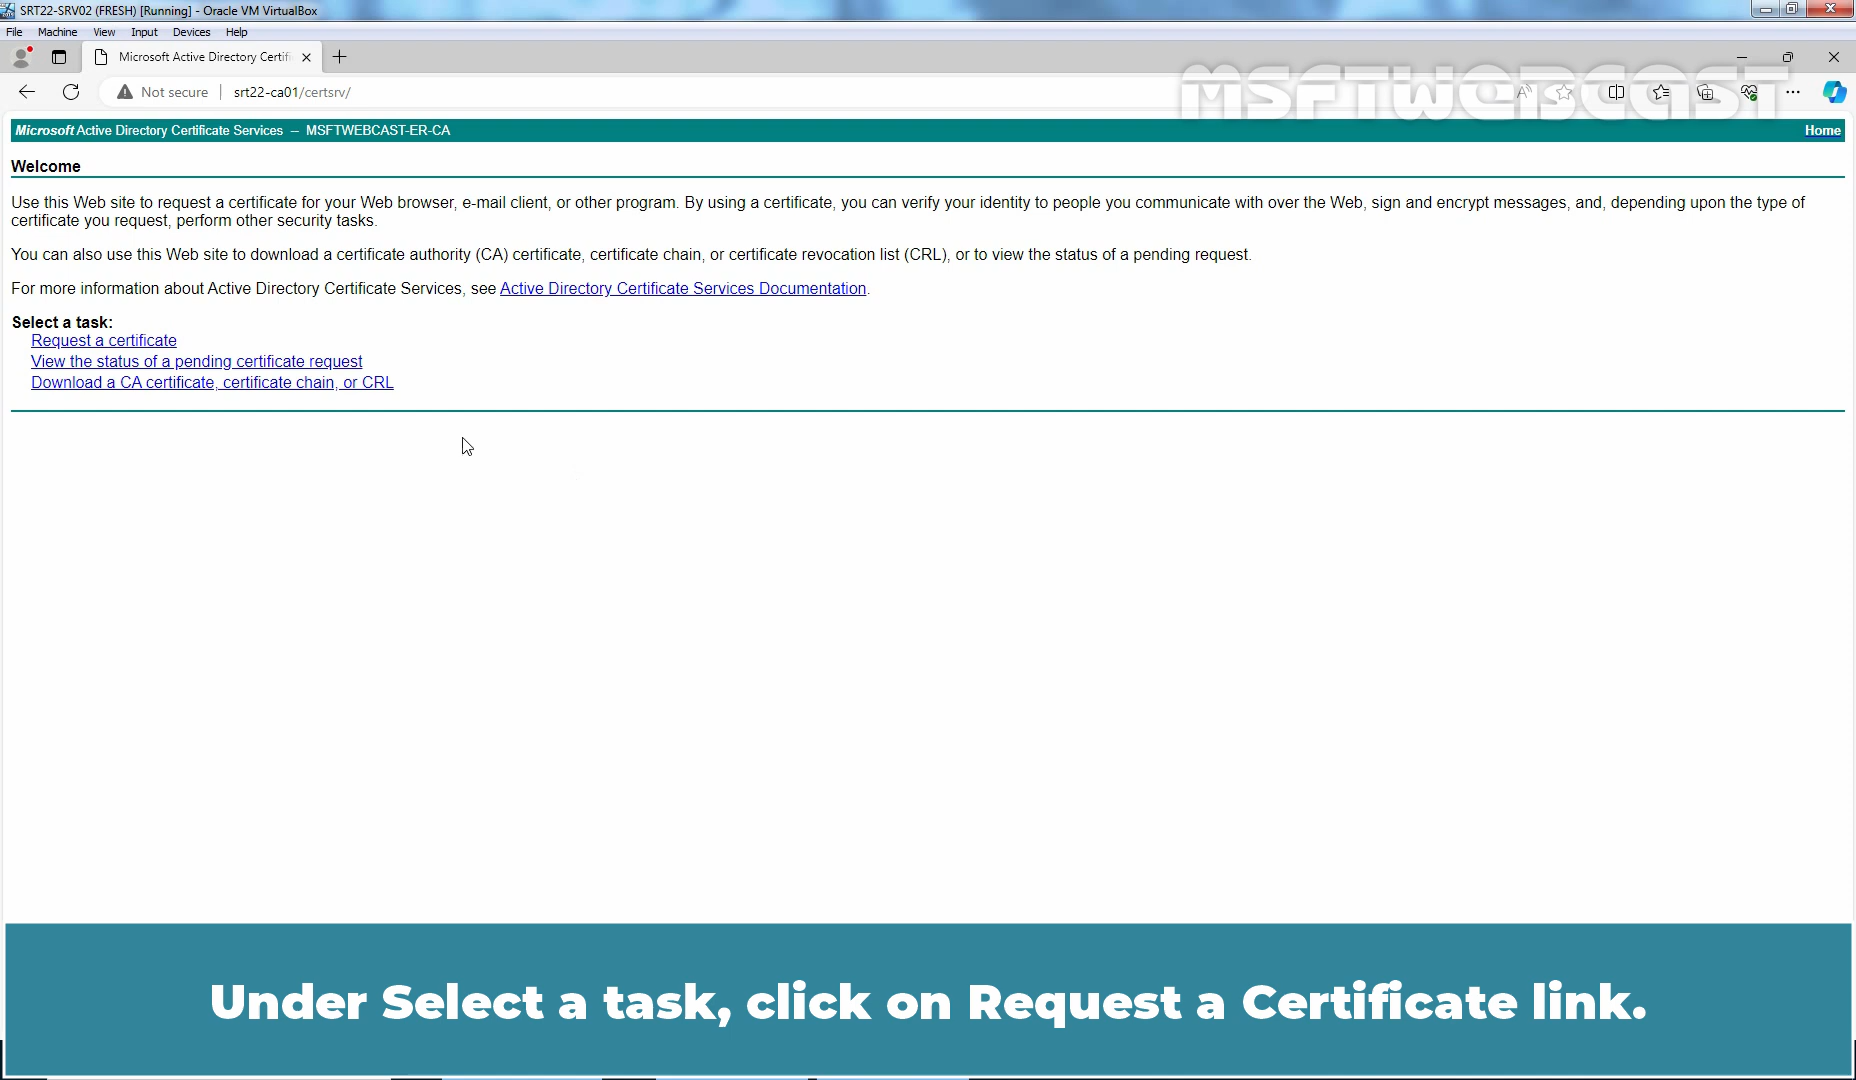 SRT22-SRV02 (FRESH) [Running] - Oracle VM VirtualBox
File Machine View Input Devices Help
Microsoft Active Directory Certifi
Not secure | srt22-ca01/certsrv/
MSFTWEBCAST
Microsoft Active Directory Certificate Services – MSFTWEBCAST-ER-CA Home
Welcome
Use this Web site to request a certificate for your Web browser, e-mail client, or other program. By using a certificate, you can verify your identity to people you communicate with over the Web, sign and encrypt messages, and, depending upon the type of
certificate you request, perform other security tasks.
You can also use this Web site to download a certificate authority (CA) certificate, certificate chain, or certificate revocation list (CRL), or to view the status of a pending request.
For more information about Active Directory Certificate Services, see Active Directory Certificate Services Documentation.
Select a task:
Request a certificate
View the status of a pending certificate request
Download a CA certificate, certificate chain, or CRL
Under Select a task, click on Request a Certificate link.